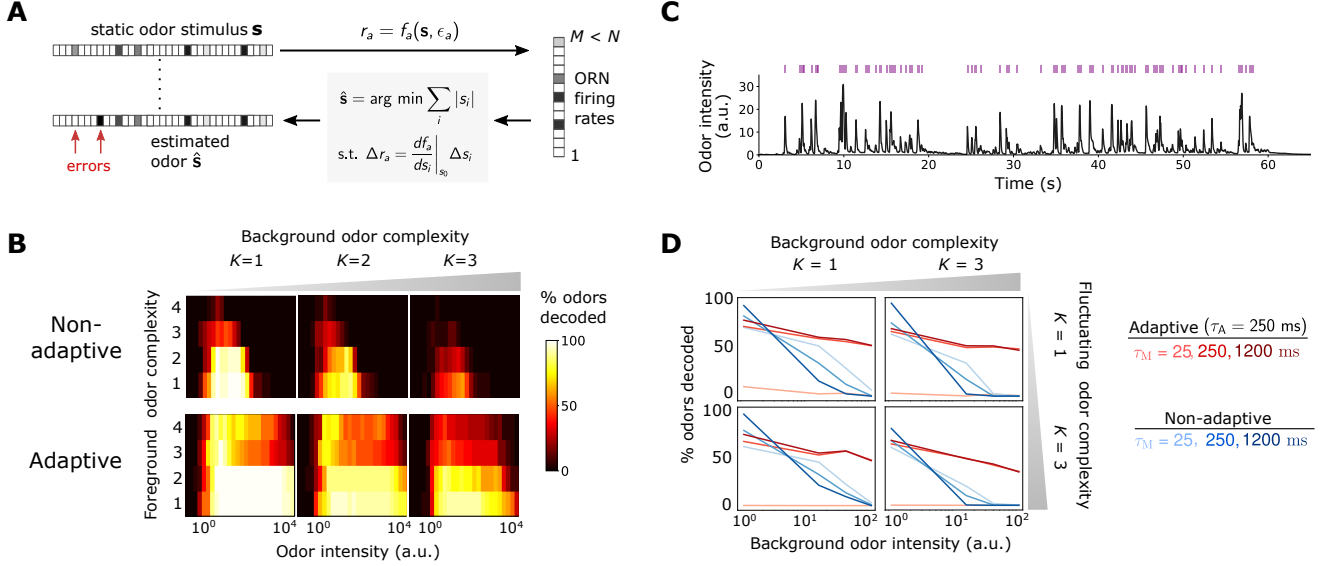 A
static odor stimulus s
r_a = f_a(s, ϵ_a)
M < N
ORN
firing
rates
1
ŝ = arg min ∑_i |s_i|
s.t. Δr_a = df_a/ds_i |_{s_0} Δs_i
estimated
odor ŝ
errors
B
Background odor complexity
K=1 K=2 K=3
Non-
adaptive
Adaptive
Foreground odor complexity
4
3
2
1
4
3
2
1
10^0 10^4 10^0 10^4
Odor intensity (a.u.)
% odors
decoded
100
50
0
C
Odor intensity
(a.u.)
30
20
10
0
0 10 20 30 40 50 60
Time (s)
D
Background odor complexity
K = 1 K = 3
% odors decoded
100
50
0
100
50
0
10^0 10^1 10^2 10^0 10^1 10^2
Background odor intensity (a.u.)
Fluctuating odor complexity
K = 1
K = 3
Adaptive (τ_A = 250 ms)
τ_M = 25, 250, 1200 ms
Non-adaptive
τ_M = 25, 250, 1200 ms